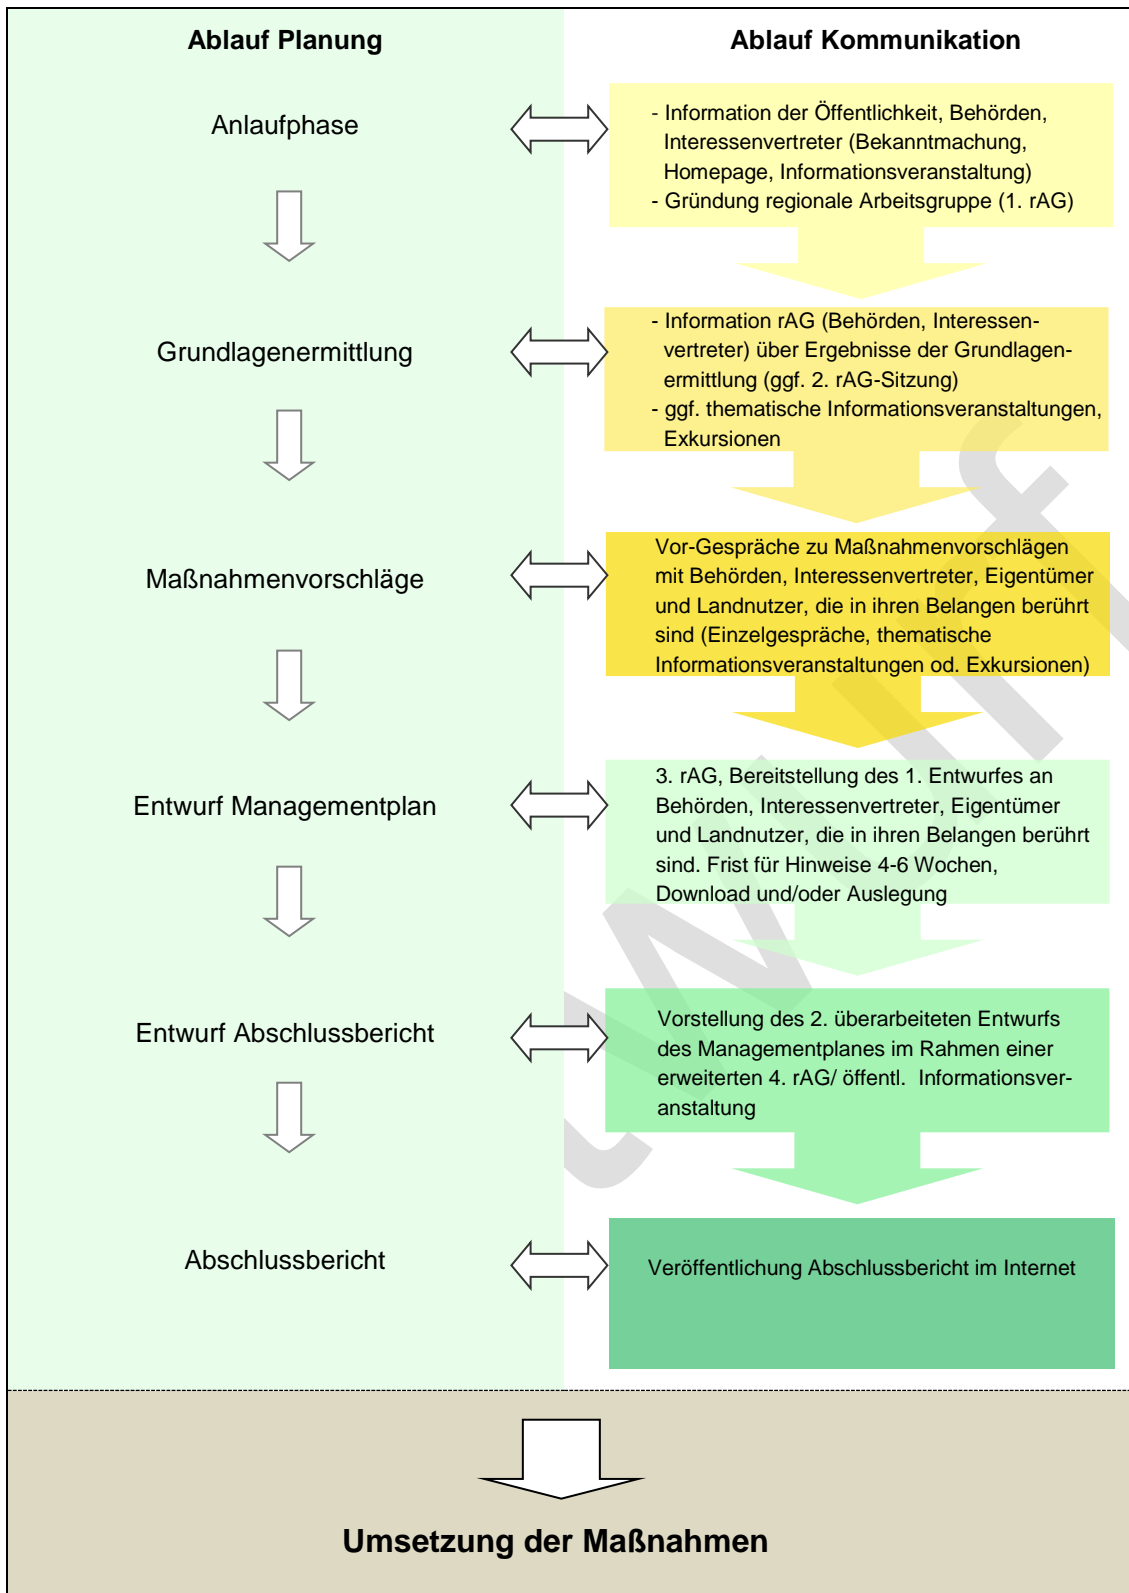 Ablauf Planung
Ablauf Kommunikation
Anlaufphase
- Information der Öffentlichkeit, Behörden,
Interessenvertreter (Bekanntmachung,
Homepage, Informationsveranstaltung)
- Gründung regionale Arbeitsgruppe (1. rAG)
Grundlagenermittlung
- Information rAG (Behörden, Interessen-
vertreter) über Ergebnisse der Grundlagen-
ermittlung (ggf. 2. rAG-Sitzung)
- ggf. thematische Informationsveranstaltungen,
Exkursionen
Maßnahmenvorschläge
Vor-Gespräche zu Maßnahmenvorschlägen
mit Behörden, Interessenvertreter, Eigentümer
und Landnutzer, die in ihren Belangen berührt
sind (Einzelgespräche, thematische
Informationsveranstaltungen od. Exkursionen)
Entwurf Managementplan
3. rAG, Bereitstellung des 1. Entwurfes an
Behörden, Interessenvertreter, Eigentümer
und Landnutzer, die in ihren Belangen berührt
sind. Frist für Hinweise 4-6 Wochen,
Download und/oder Auslegung
Entwurf Abschlussbericht
Vorstellung des 2. überarbeiteten Entwurfs
des Managementplanes im Rahmen einer
erweiterten 4. rAG/ öffentl. Informationsver-
anstaltung
Abschlussbericht
Veröffentlichung Abschlussbericht im Internet
Umsetzung der Maßnahmen
twurf